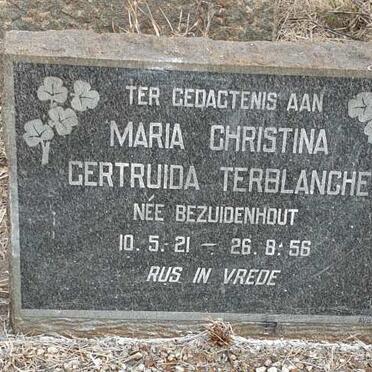 TER GEDAGTENIS AAN
MARIA CHRISTINA
GERTRUIDA TERBLANCHE
NÉE BEZUIDENHOUT
10.5.21 – 26.8.56
RUS IN VREDE